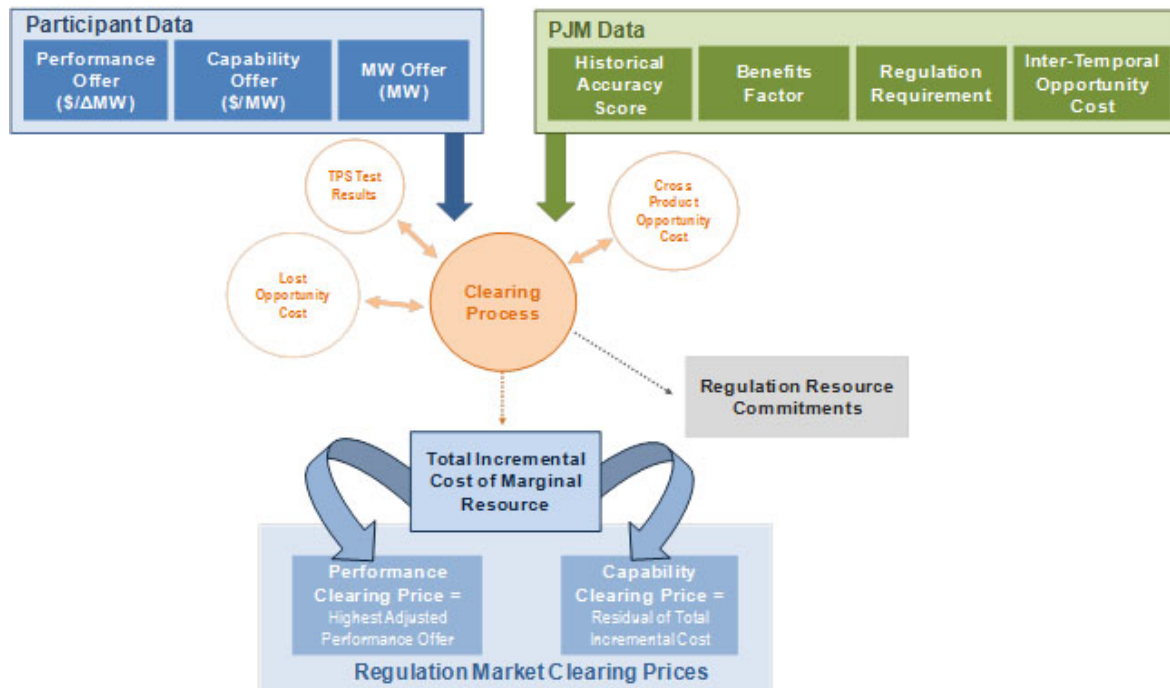 Participant Data
Performance
Offer
($/ΔMW)
Capability
Offer
($/MW)
MW Offer
(MW)
PJM Data
Historical
Accuracy
Score
Benefits
Factor
Regulation
Requirement
Inter-Temporal
Opportunity
Cost
TPS Test
Results
Cross
Product
Opportunity
Cost
Lost
Opportunity
Cost
Clearing
Process
Regulation Resource
Commitments
Total Incremental
Cost of Marginal
Resource
Performance
Clearing Price =
Highest Adjusted
Performance Offer
Capability
Clearing Price =
Residual of Total
Incremental Cost
Regulation Market Clearing Prices